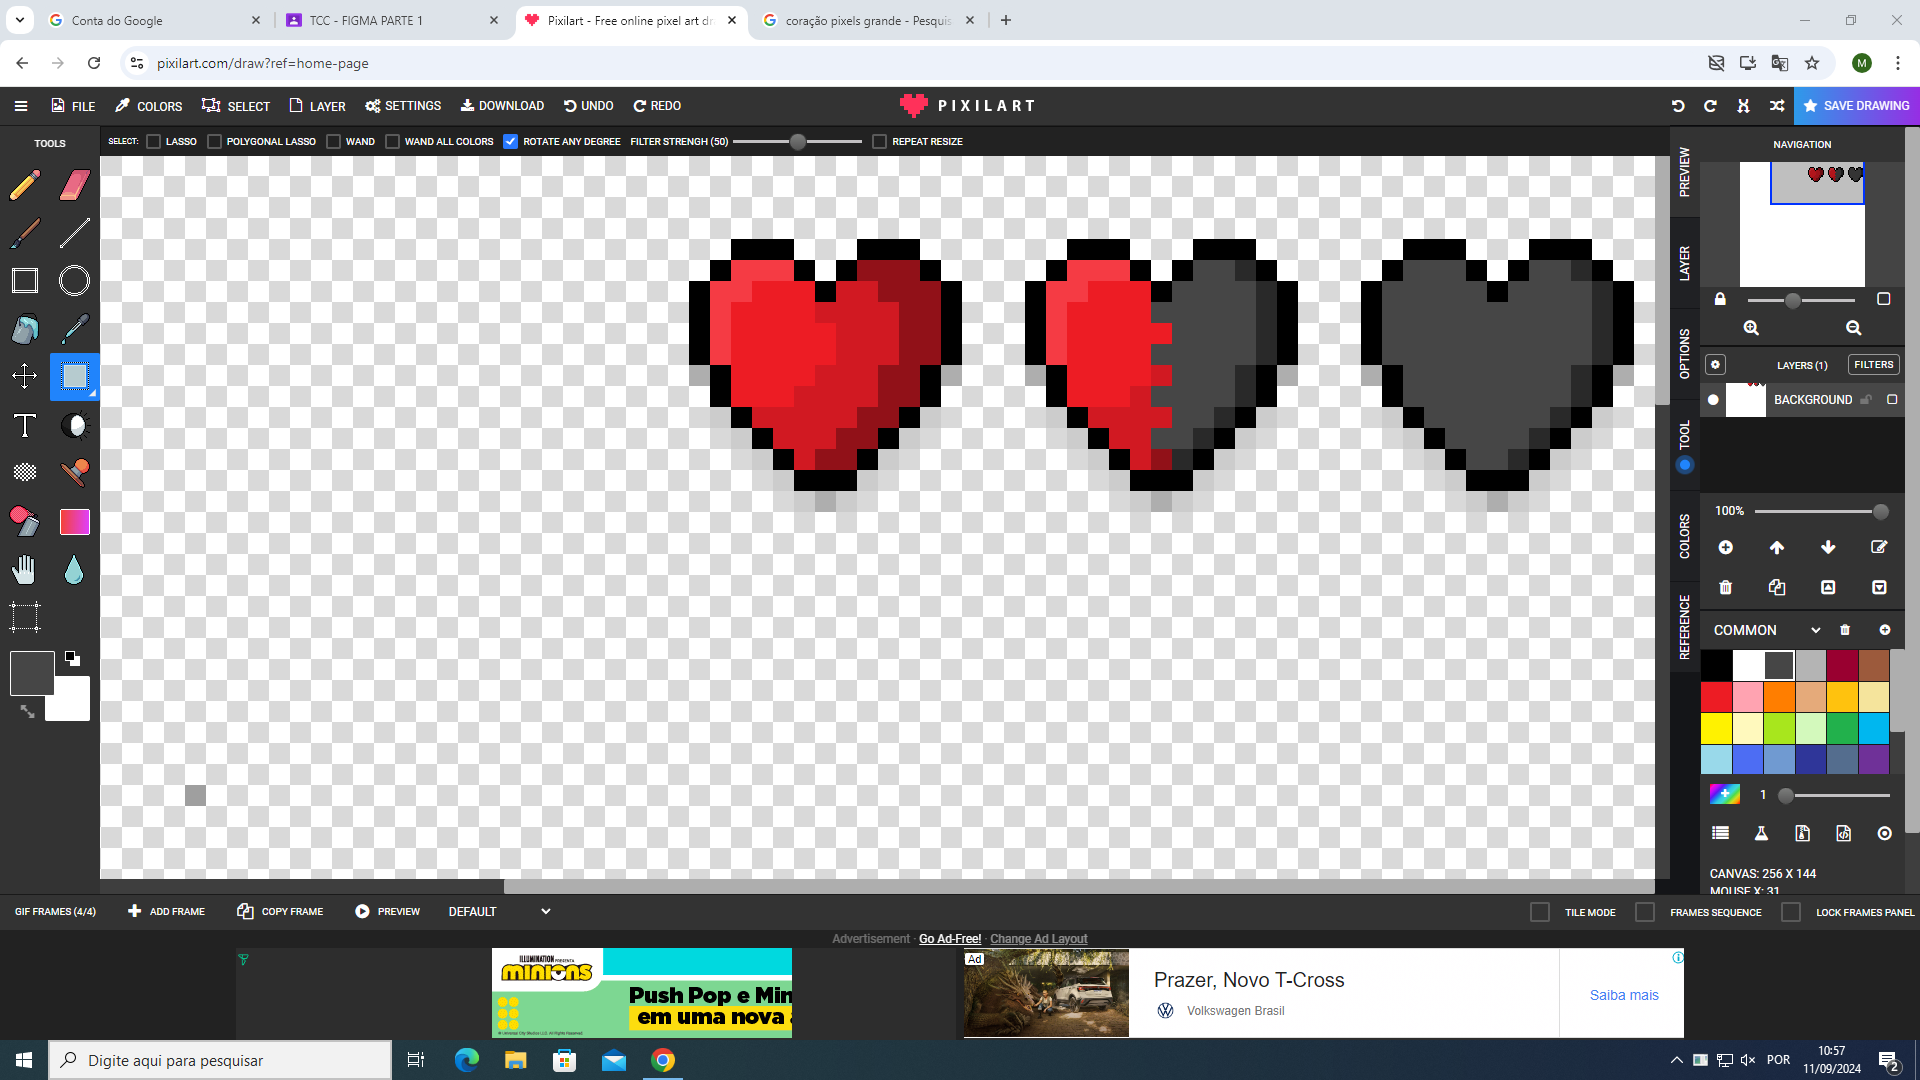 Conta do Google
TCC - FIGMA PARTE 1
Pixilart - Free online pixel art dr
coração pixels grande - Pesquis
pixilart.com/draw?ref=home-page
M
FILE
COLORS
SELECT
LAYER
SETTINGS
DOWNLOAD
UNDO
REDO
PIXILART
SAVE DRAWING
TOOLS
SELECT:
LASSO
POLYGONAL LASSO
WAND
WAND ALL COLORS
ROTATE ANY DEGREE
FILTER STRENGH (50)
REPEAT RESIZE
NAVIGATION
PREVIEW
LAYER
OPTIONS
TOOL
COLORS
REFERENCE
LAYERS (1)
FILTERS
BACKGROUND
100%
COMMON
1
CANVAS: 256 X 144
MOUSE X: 31
GIF FRAMES (4/4)
ADD FRAME
COPY FRAME
PREVIEW
DEFAULT
TILE MODE
FRAMES SEQUENCE
LOCK FRAMES PANEL
Advertisement · Go Ad-Free! · Change Ad Layout
ILLUMINATION PRESENTA
minions
Push Pop e Min
em uma nova a
Ad
Prazer, Novo T-Cross
Volkswagen Brasil
Saiba mais
Digite aqui para pesquisar
POR
10:57
11/09/2024
2